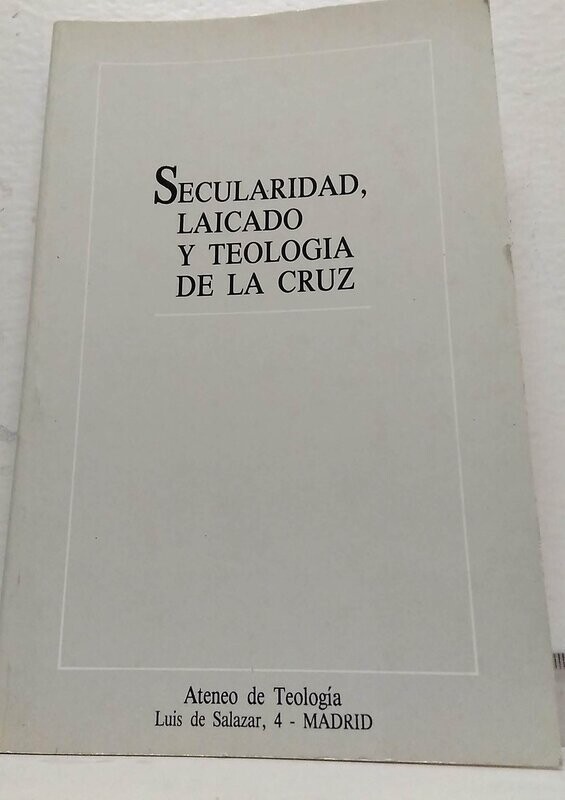 SECULARIDAD,
LAICADO
Y TEOLOGIA
DE LA CRUZ
Ateneo de Teología
Luis de Salazar, 4 - MADRID